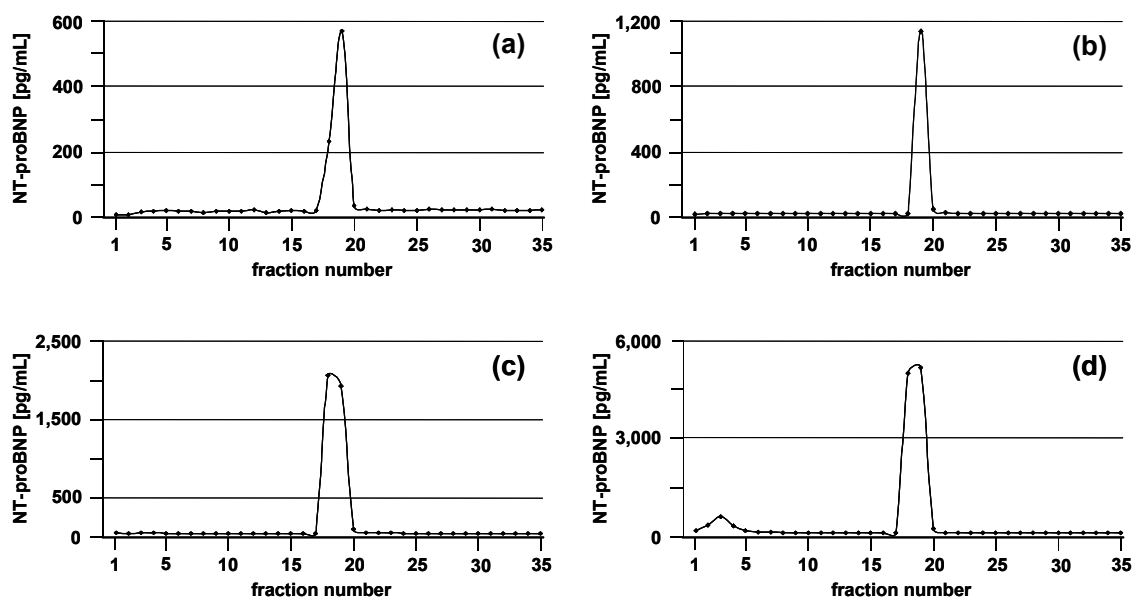 (a)
NT-proBNP [pg/mL]
600
400
200
0
1 5 10 15 20 25 30 35
fraction number
(b)
NT-proBNP [pg/mL]
1,200
800
400
0
1 5 10 15 20 25 30 35
fraction number
(c)
NT-proBNP [pg/mL]
2,500
1,500
500
0
1 5 10 15 20 25 30 35
fraction number
(d)
NT-proBNP [pg/mL]
6,000
3,000
0
1 5 10 15 20 25 30 35
fraction number